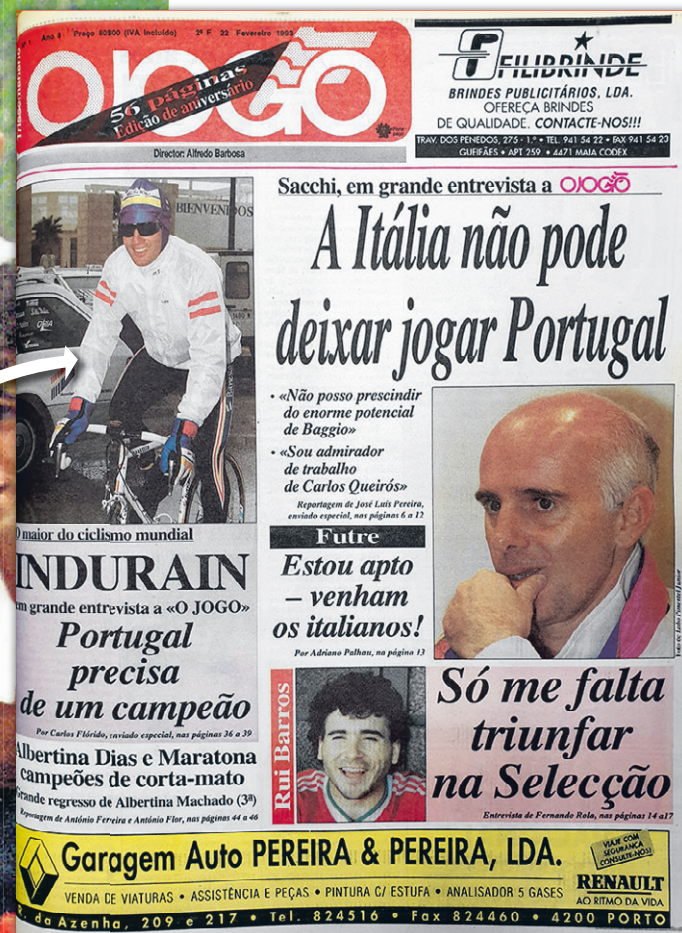 Trissemanário
Nº 1 Ano 8 Preço 80$00 (IVA incluído) 2ª F. 22 Fevereiro 1993
O JOGO
56 páginas
Edição de aniversário
Director: Alfredo Barbosa
FILIBRINDE
BRINDES PUBLICITÁRIOS, LDA.
OFEREÇA BRINDES
DE QUALIDADE. CONTACTE-NOS!!!
TRAV. DOS PENEDOS, 275 - 1.º • TEL. 941 54 22 • FAX 941 54 23
GUEIFÃES • APT 259 • 4471 MAIA CODEX
BIENVENIDOS
Sacchi, em grande entrevista a O JOGO
A Itália não pode
deixar jogar Portugal
• «Não posso prescindir
do enorme potencial
de Baggio»
• «Sou admirador
de trabalho
de Carlos Queirós»
Reportagem de José Luís Pereira,
enviado especial, nas páginas 6 a 12
Futre
Estou apto
– venham
os italianos!
Por Adriano Palhau, na página 13
O maior do ciclismo mundial
INDURAIN
em grande entrevista a «O JOGO»
Portugal
precisa
de um campeão
Por Carlos Flórido, enviado especial, nas páginas 36 a 39
Albertina Dias e Maratona
campeões de corta-mato
Grande regresso de Albertina Machado (3ª)
Reportagem de António Ferreira e António Flor, nas páginas 44 a 46
Rui Barros
Só me falta
triunfar
na Selecção
Entrevista de Fernando Rola, nas páginas 14 a17
Garagem Auto PEREIRA & PEREIRA, LDA.
VIAJE COM
SEGURANÇA
CONSULTE-NOS!
VENDA DE VIATURAS • ASSISTÊNCIA E PEÇAS • PINTURA C/ ESTUFA • ANALISADOR 5 GASES
RENAULT
AO RITMO DA VIDA
R. da Azenha, 209 e 217 • Tel. 824516 • Fax 824460 • 4200 PORTO